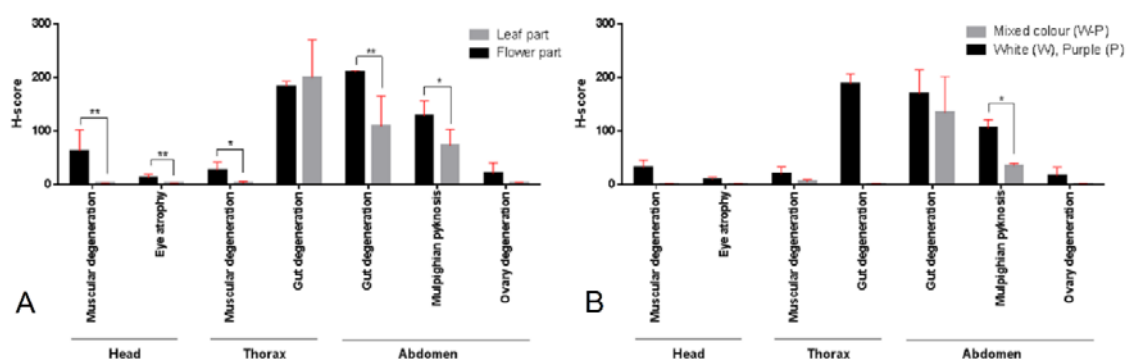 300
200
100
0
H-score
Leaf part
Flower part
**
**
*
**
*
Muscular degeneration
Eye atrophy
Muscular degeneration
Gut degeneration
Gut degeneration
Mulpighian pyknosis
Ovary degeneration
A
Head
Thorax
Abdomen
300
200
100
0
H-score
Mixed colour (W-P)
White (W), Purple (P)
*
Muscular degeneration
Eye atrophy
Muscular degeneration
Gut degeneration
Gut degeneration
Mulpighian pyknosis
Ovary degeneration
B
Head
Thorax
Abdomen